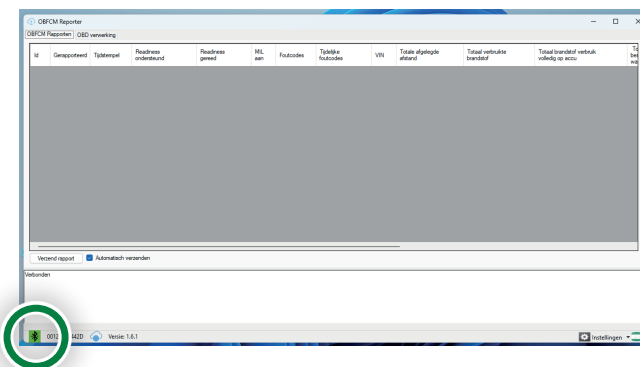 OBFCM Reporter
OBFCM Rapporten OBD verwerking
Id Gerapporteerd Tijdstempel Readiness ondersteund Readiness gereed MIL aan Foutcodes Tijdelijke foutcodes VIN Totale afgelegde afstand Totaal verbruikte brandstof Totaal brandstof verbruik volledig op accu
Verzend rapport Automatisch verzenden
Verbonden
Versie: 1.6.1 Instellingen